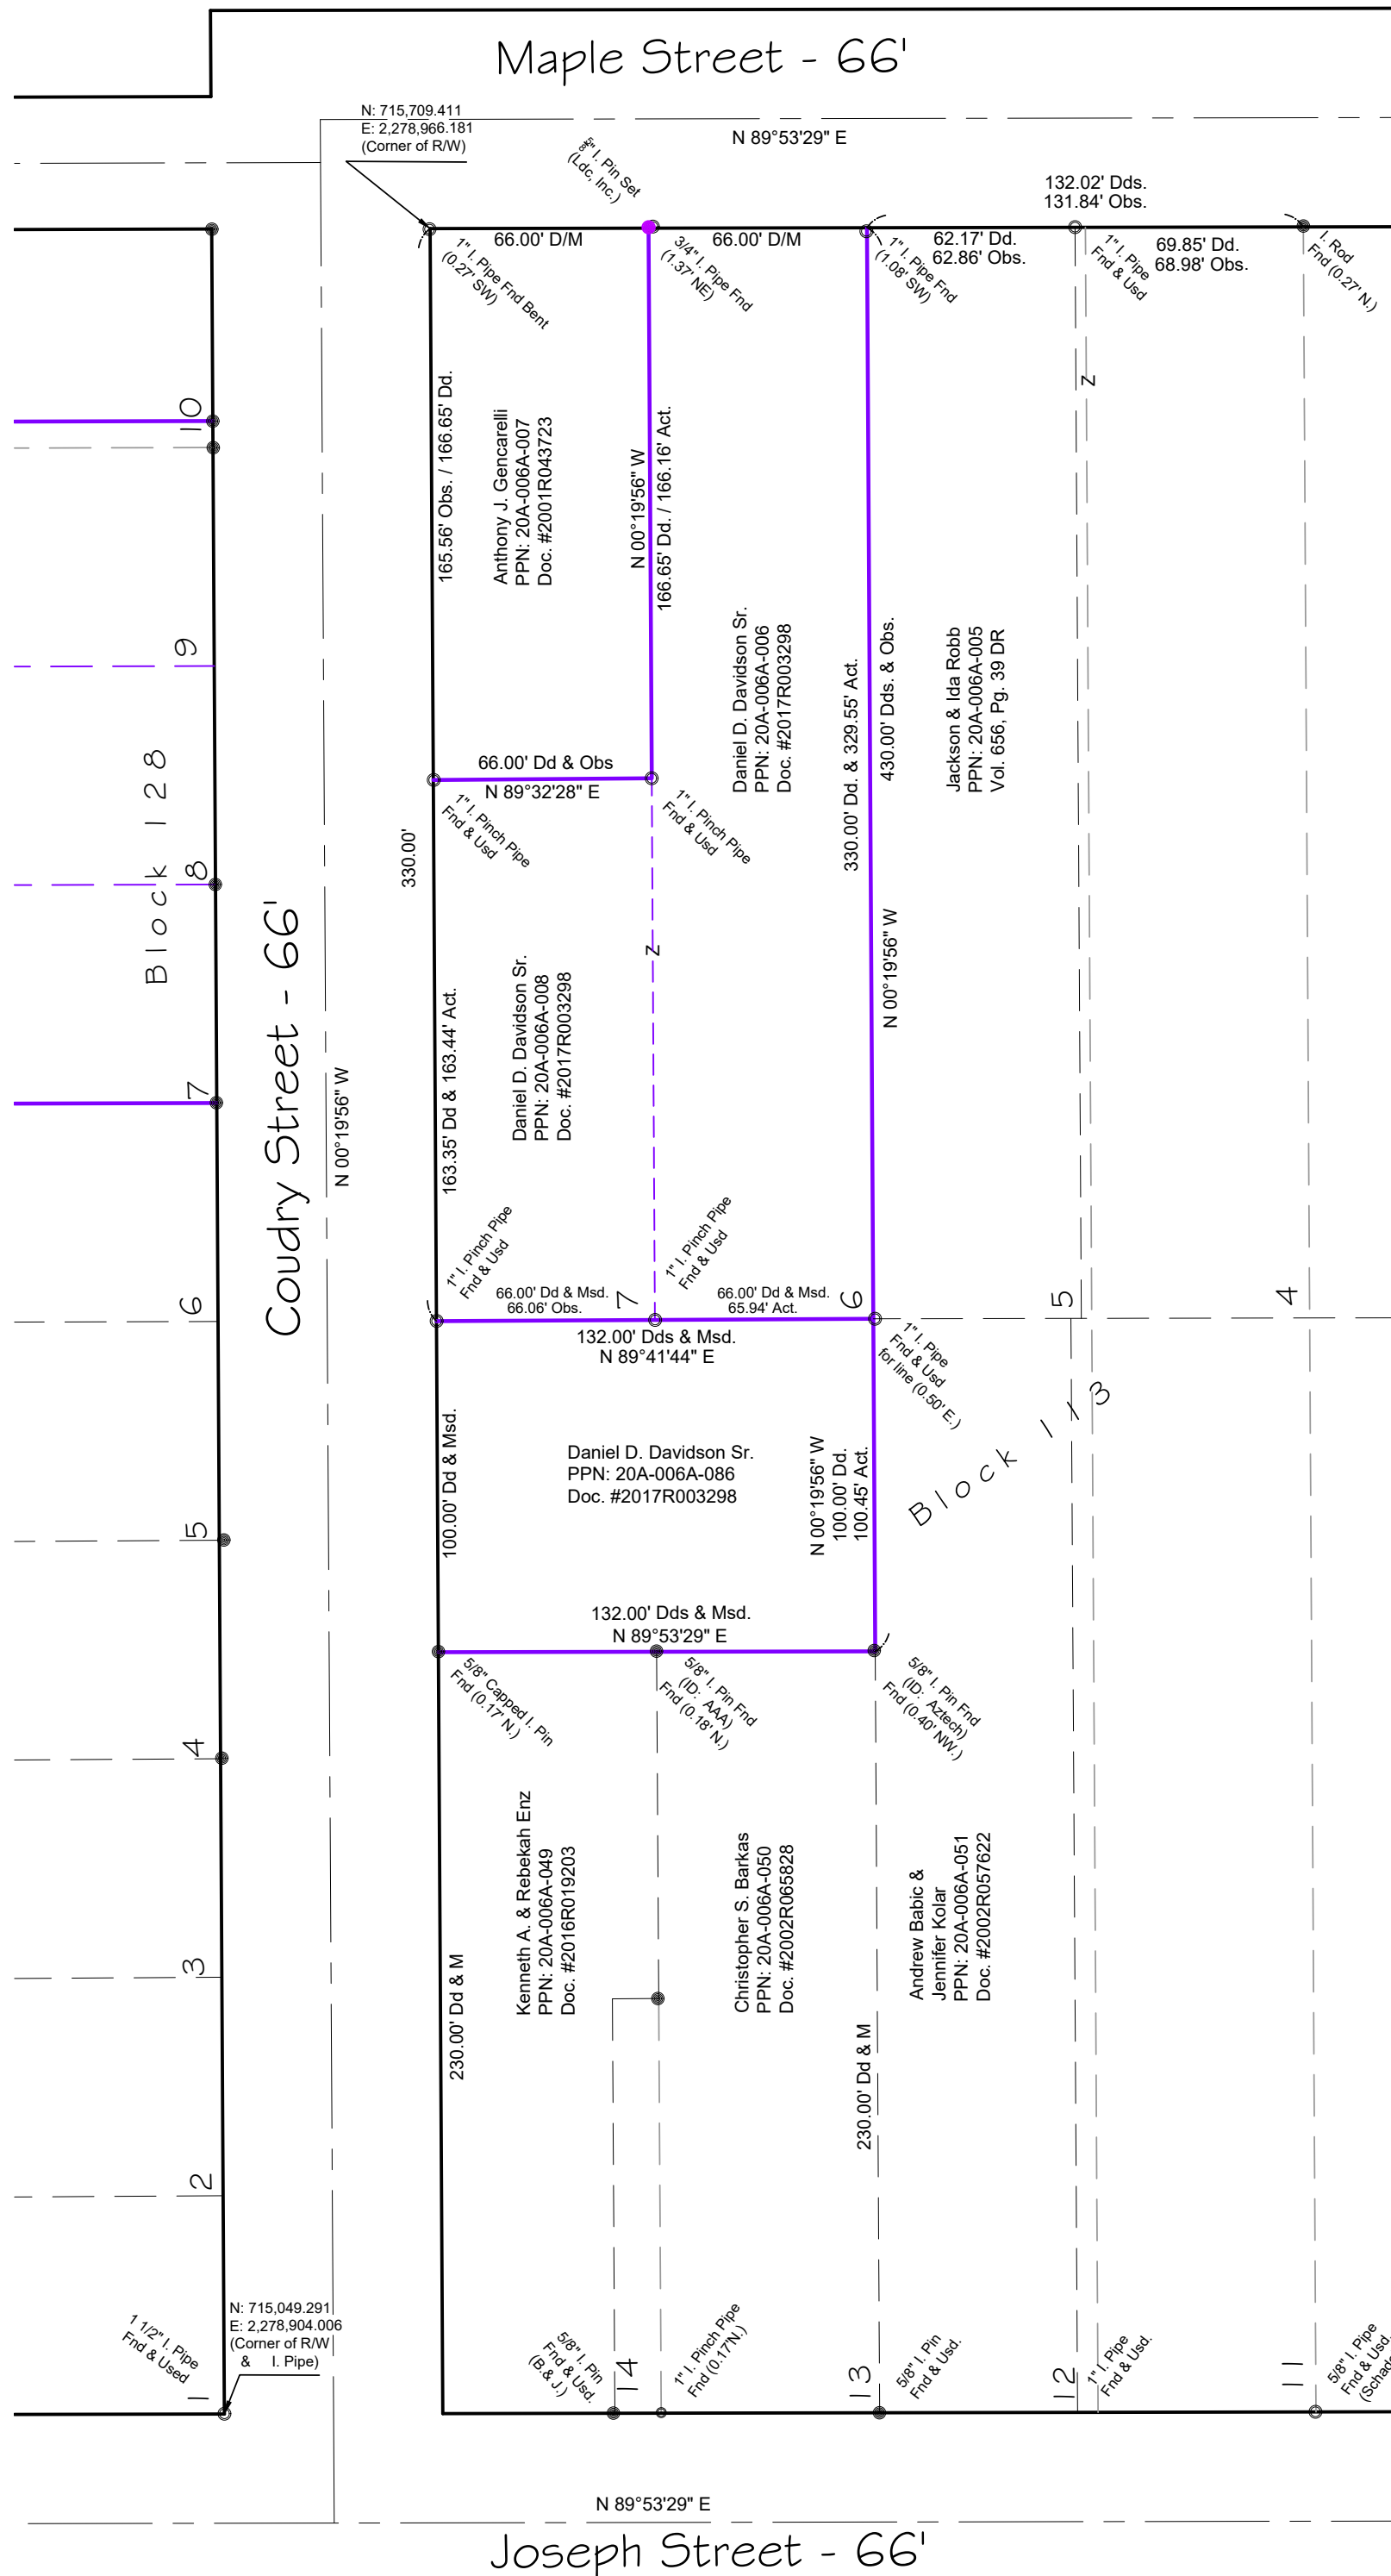 Maple Street - 66'
N: 715,709.411
E: 2,278,966.181
(Corner of R/W)
N 89°53'29" E
5/8" I. Pin Set
(Ldc, Inc.)
132.02' Dds.
131.84' Obs.
66.00' D/M
66.00' D/M
62.17' Dd.
62.86' Obs.
69.85' Dd.
68.98' Obs.
1" I. Pipe Fnd Bent
(0.27' SW)
3/4" I. Pipe Fnd
(1.37' NE)
1" I. Pipe Fnd
(1.08' SW)
1" I. Pipe
Fnd & Usd
I. Rod
Fnd (0.27' N.)
165.56' Obs. / 166.65' Dd.
Anthony J. Gencarelli
PPN: 20A-006A-007
Doc. #2001R043723
N 00°19'56" W
166.65' Dd. / 166.16' Act.
z
10
9
Block 128
8
7
6
5
4
3
2
1
Daniel D. Davidson Sr.
PPN: 20A-006A-006
Doc. #2017R003298
330.00' Dd. & 329.55' Act.
430.00' Dds. & Obs.
N 00°19'56" W
Jackson & Ida Robb
PPN: 20A-006A-005
Vol. 656, Pg. 39 DR
66.00' Dd & Obs
N 89°32'28" E
1" I. Pinch Pipe
Fnd & Usd
1" I. Pinch Pipe
Fnd & Usd
330.00'
Coudry Street - 66'
N 00°19'56" W
163.35' Dd & 163.44' Act.
Daniel D. Davidson Sr.
PPN: 20A-006A-008
Doc. #2017R003298
z
1" I. Pinch Pipe
Fnd & Usd
1" I. Pinch Pipe
Fnd & Usd
66.00' Dd & Msd.
66.06' Obs.
7
66.00' Dd & Msd.
65.94' Act.
6
5
4
132.00' Dds & Msd.
N 89°41'44" E
1" I. Pipe
Fnd & Usd
for line (0.50' E.)
Block 113
100.00' Dd & Msd.
Daniel D. Davidson Sr.
PPN: 20A-006A-086
Doc. #2017R003298
N 00°19'56" W
100.00' Dd.
100.45' Act.
132.00' Dds & Msd.
N 89°53'29" E
5/8" Capped I. Pin
Fnd (0.17' N.)
5/8" I. Pin Fnd
(ID: AAA)
Fnd (0.18' N.)
5/8" I. Pin Fnd
(ID: Aztech)
Fnd (0.40' NW.)
230.00' Dd & M
Kenneth A. & Rebekah Enz
PPN: 20A-006A-049
Doc. #2016R019203
Christopher S. Barkas
PPN: 20A-006A-050
Doc. #2002R065828
230.00' Dd & M
Andrew Babic &
Jennifer Kolar
PPN: 20A-006A-051
Doc. #2002R057622
N: 715,049.291
E: 2,278,904.006
(Corner of R/W
& I. Pipe)
1 1/2" I. Pipe
Fnd & Used
5/8" I. Pin
Fnd & Usd.
(B.& J.)
14
1" I. Pinch Pipe
Fnd (0.17'N.)
13
5/8" I. Pin
Fnd & Usd.
12
1" I. Pipe
Fnd & Usd.
11
5/8" I. Pipe
Fnd & Usd.
N 89°53'29" E
Joseph Street - 66'